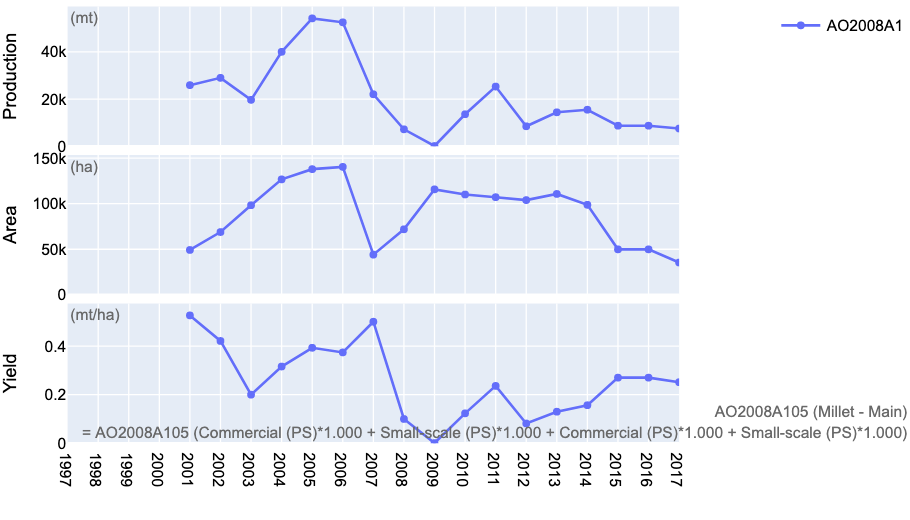 (mt)
AO2008A1
Production
40k
20k
0
150k
(ha)
Area
100k
50k
0
(mt/ha)
Yield
0.4
0.2
0
AO2008A105 (Millet - Main)
= AO2008A105 (Commercial (PS)*1.000 + Small-scale (PS)*1.000 + Commercial (PS)*1.000 + Small-scale (PS)*1.000)
1997
1998
1999
2000
2001
2002
2003
2004
2005
2006
2007
2008
2009
2010
2011
2012
2013
2014
2015
2016
2017